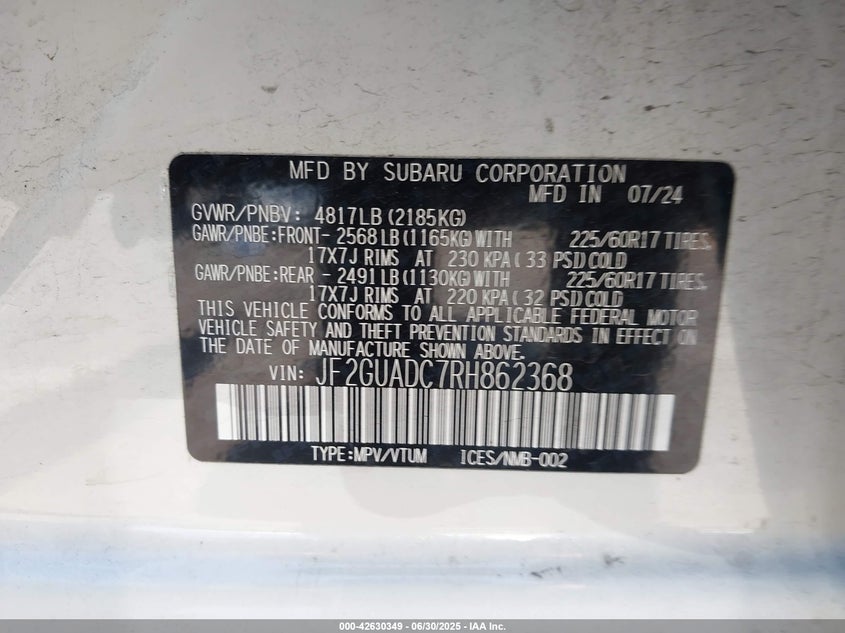 MFD BY SUBARU CORPORATION
MFD IN 07/24
GVWR/PNBV: 4817LB (2185KG)
GAWR/PNBE:FRONT- 2568LB(1165KG)WITH 225/60R17 TIRES,
17X7J RIMS AT 230 KPA( 33 PSI)COLD
GAWR/PNBE:REAR - 2491LB(1130KG)WITH 225/60R17 TIRES,
17X7J RIMS AT 220 KPA( 32 PSI)COLD
THIS VEHICLE CONFORMS TO ALL APPLICABLE FEDERAL MOTOR
VEHICLE SAFETY AND THEFT PREVENTION STANDARDS IN EFFECT ON
THE DATE OF MANUFACTURE SHOWN ABOVE.
VIN: JF2GUADC7RH862368
TYPE:MPV/VTUM ICES/NMB-002
000-42630349 - 06/30/2025 - IAA Inc.